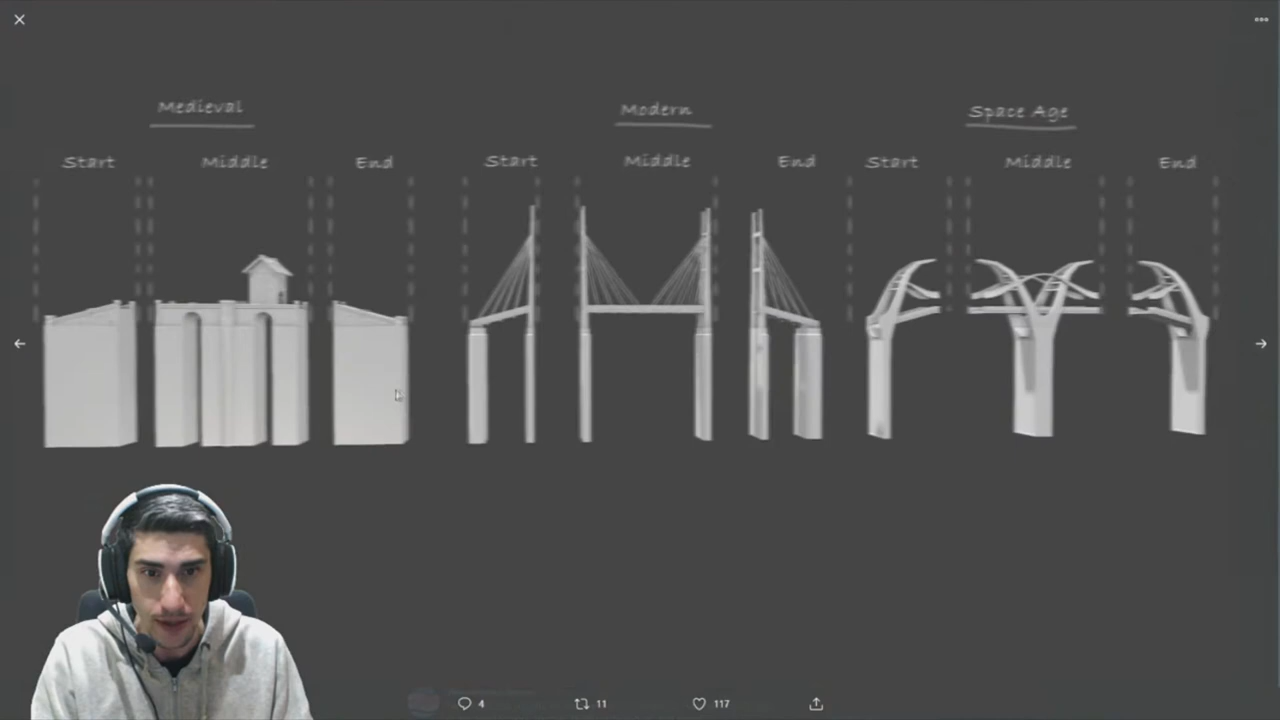 Medieval
Modern
Space Age
Start
Middle
End
Start
Middle
End
Start
Middle
End
4
11
117